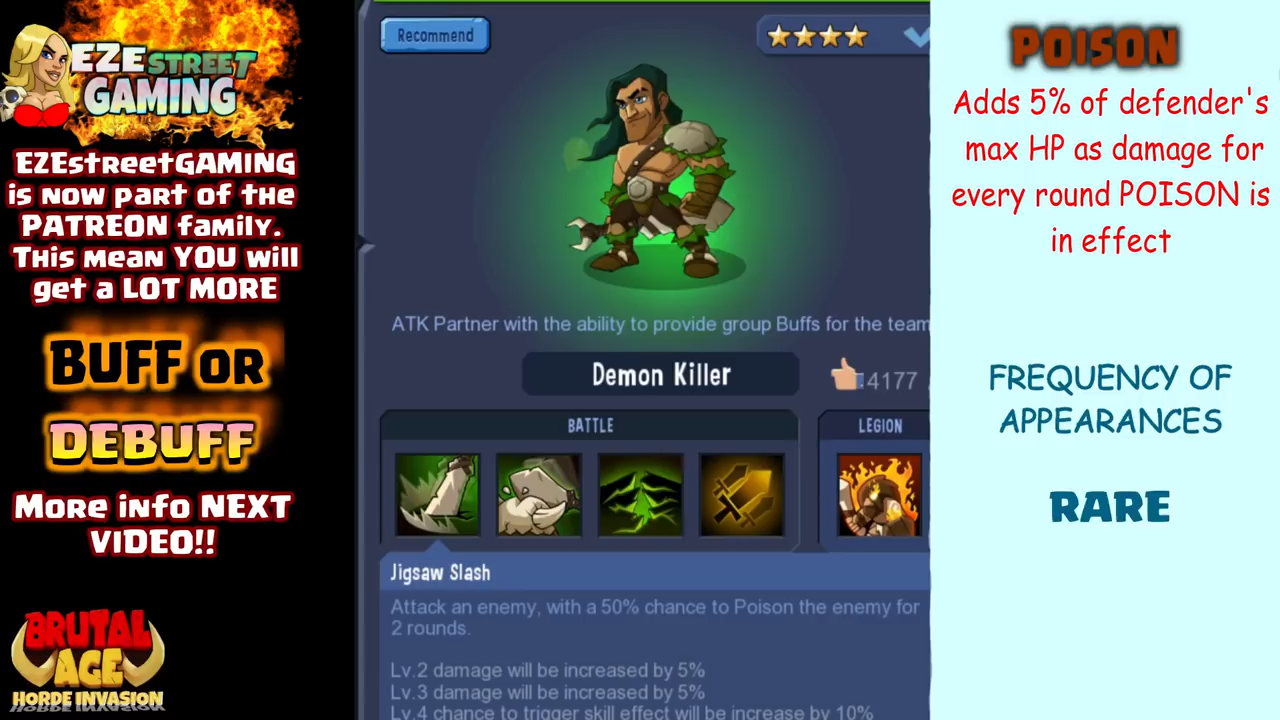 EZE STREET
GAMING
EZEstreetGAMING
is now part of the
PATREON family.
This mean YOU will
get a LOT MORE
BUFF OR
DEBUFF
More info NEXT
VIDEO!!
BRUTAL
AGE
HORDE INVASION
Recommend
ATK Partner with the ability to provide group Buffs for the team
Demon Killer
4177
BATTLE
LEGION
Jigsaw Slash
Attack an enemy, with a 50% chance to Poison the enemy for
2 rounds.
Lv.2 damage will be increased by 5%
Lv.3 damage will be increased by 5%
Lv.4 chance to trigger skill effect will be increase by 10%
POISON
Adds 5% of defender's
max HP as damage for
every round POISON is
in effect
FREQUENCY OF
APPEARANCES
RARE